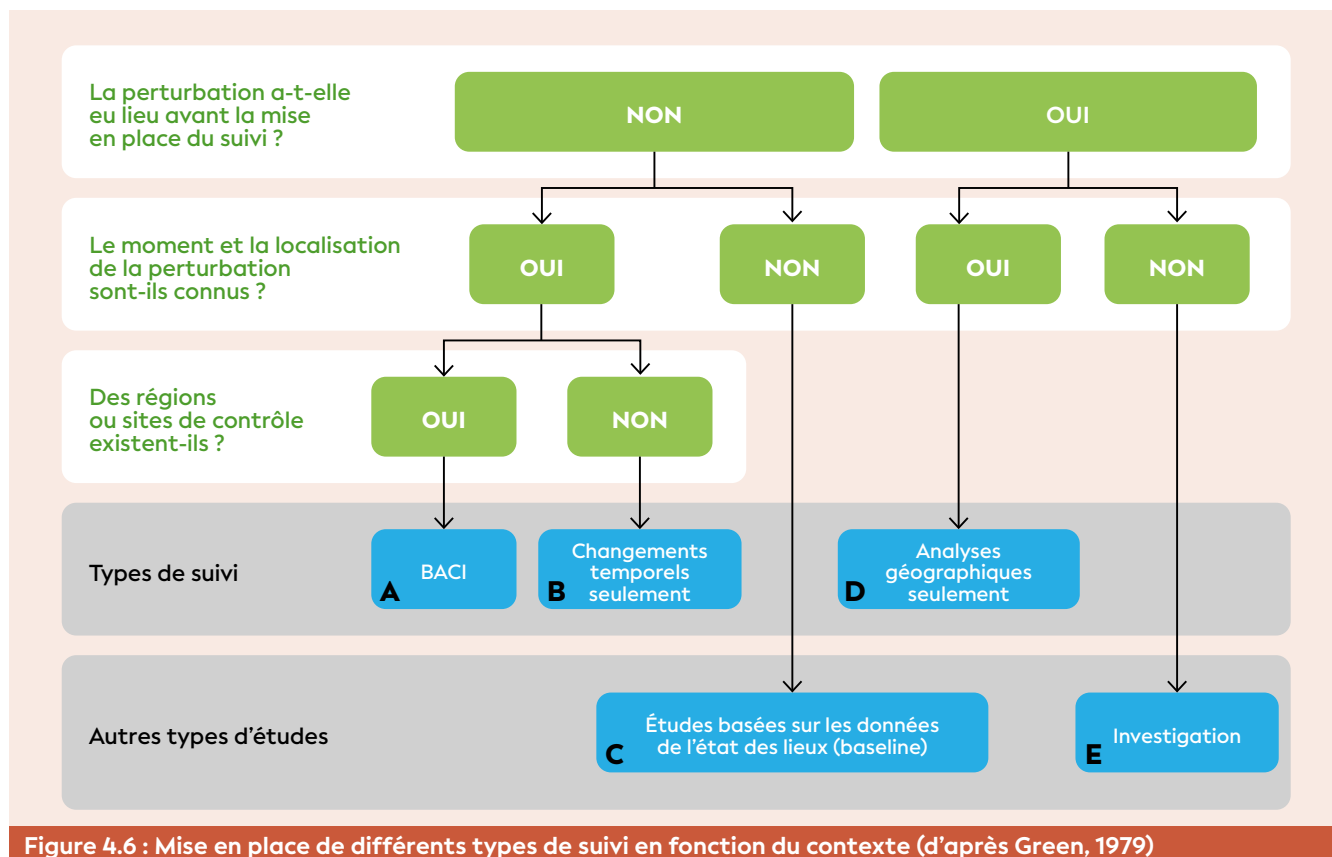 La perturbation a-t-elle
eu lieu avant la mise
en place du suivi ?
NON
OUI
Le moment et la localisation
de la perturbation
sont-ils connus ?
OUI
NON
OUI
NON
Des régions
ou sites de contrôle
existent-ils ?
OUI
NON
Types de suivi
A
BACI
B
Changements
temporels
seulement
D
Analyses
géographiques
seulement
Autres types d'études
C
Études basées sur les données
de l'état des lieux (baseline)
E
Investigation
Figure 4.6 : Mise en place de différents types de suivi en fonction du contexte (d'après Green, 1979)